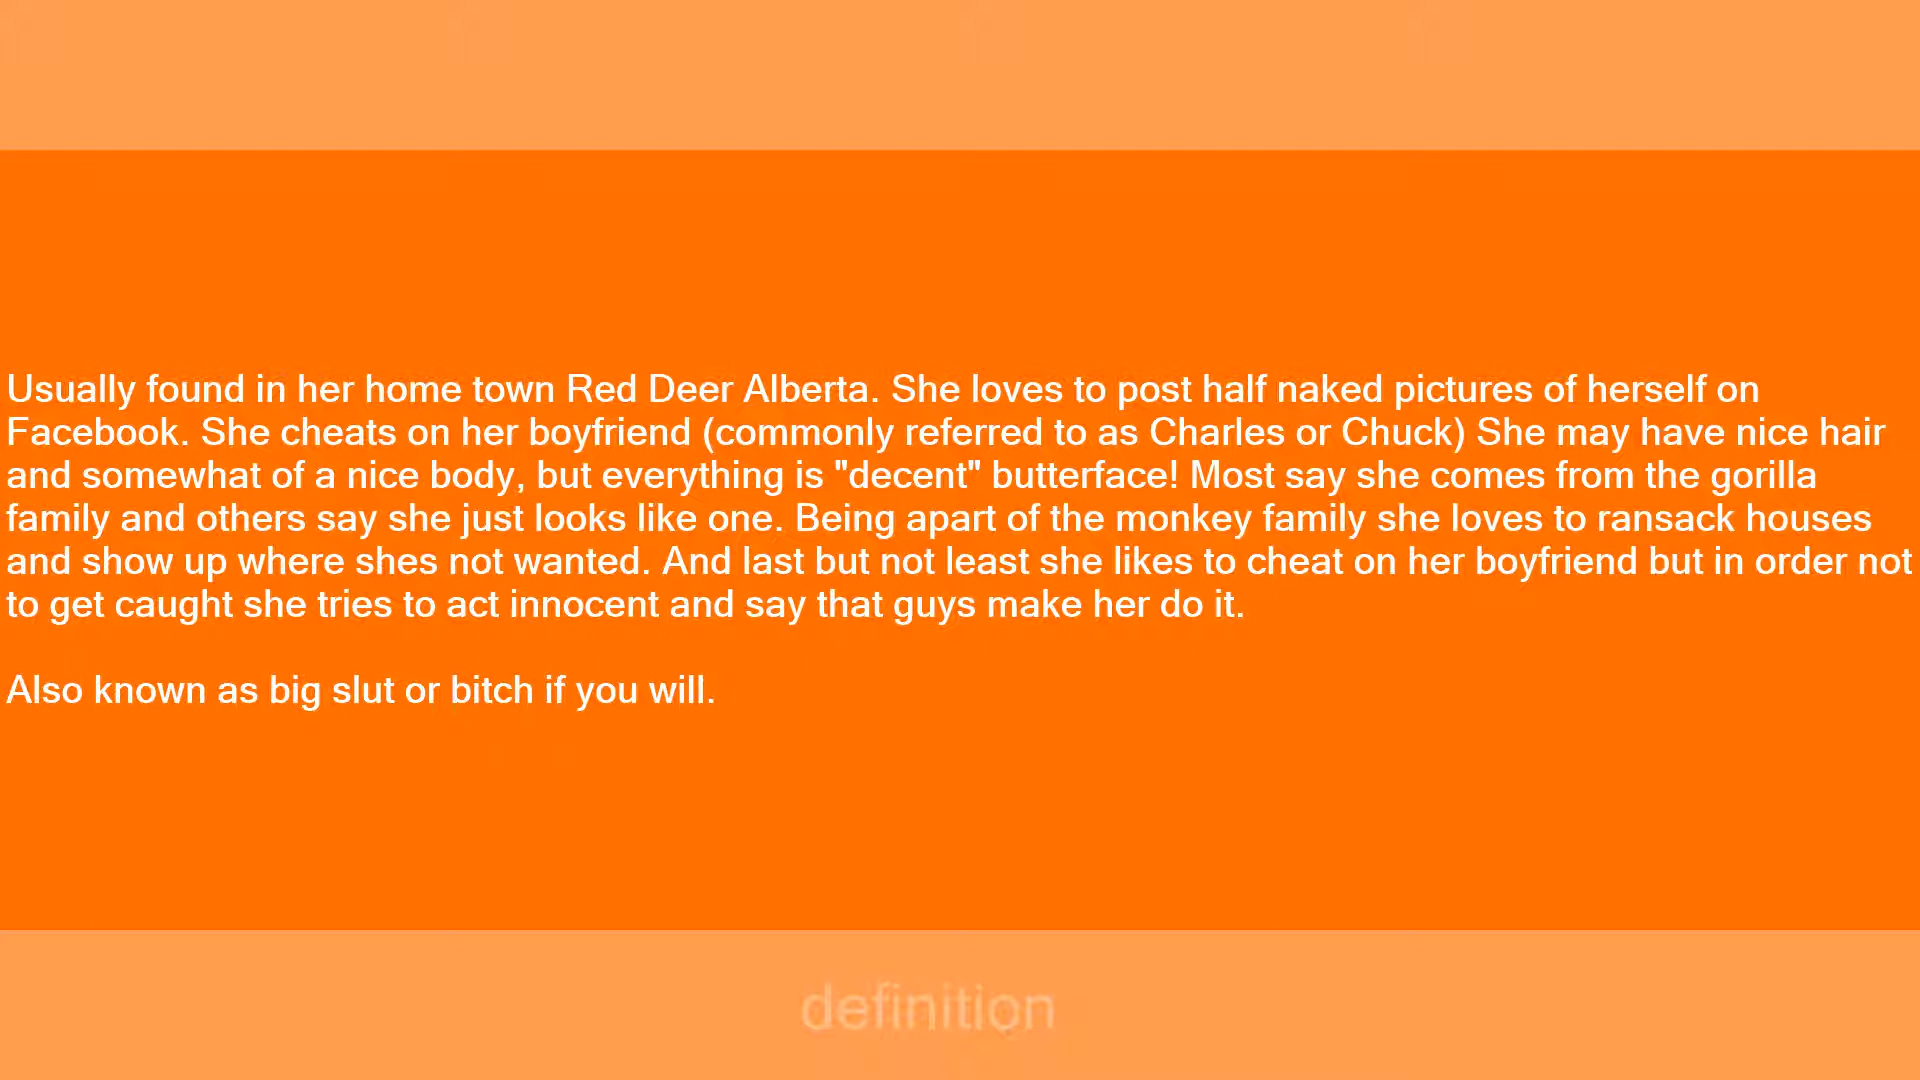 Usually found in her home town Red Deer Alberta. She loves to post half naked pictures of herself on
Facebook. She cheats on her boyfriend (commonly referred to as Charles or Chuck) She may have nice hair
and somewhat of a nice body, but everything is "decent" butterface! Most say she comes from the gorilla
family and others say she just looks like one. Being apart of the monkey family she loves to ransack houses
and show up where shes not wanted. And last but not least she likes to cheat on her boyfriend but in order not
to get caught she tries to act innocent and say that guys make her do it.
Also known as big slut or bitch if you will.
definition